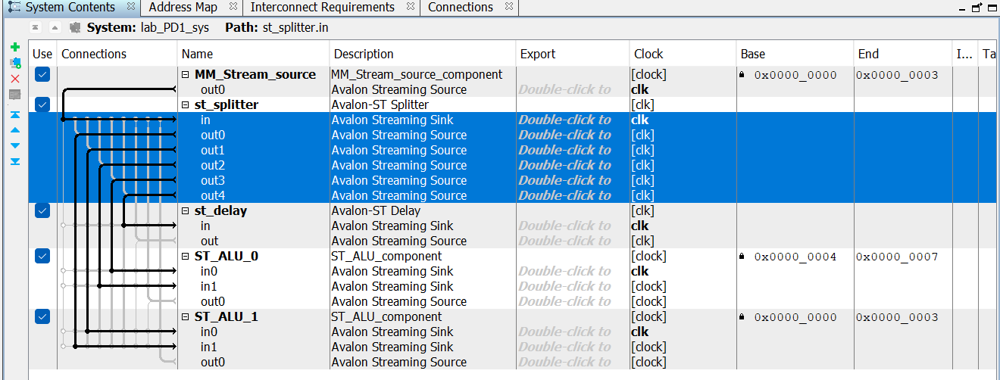 System Contents Address Map Interconnect Requirements Connections
System: lab_PD1_sys Path: st_splitter.in
Use Connections Name Description Export Clock Base End I... Ta
MM_Stream_source MM_Stream_source_component [clock] 0x0000_0000 0x0000_0003
out0 Avalon Streaming Source Double-click to clk
st_splitter Avalon-ST Splitter [clk]
in Avalon Streaming Sink Double-click to clk
out0 Avalon Streaming Source Double-click to [clk]
out1 Avalon Streaming Source Double-click to [clk]
out2 Avalon Streaming Source Double-click to [clk]
out3 Avalon Streaming Source Double-click to [clk]
out4 Avalon Streaming Source Double-click to [clk]
st_delay Avalon-ST Delay [clk]
in Avalon Streaming Sink Double-click to clk
out Avalon Streaming Source Double-click to [clk]
ST_ALU_0 ST_ALU_component [clock] 0x0000_0004 0x0000_0007
in0 Avalon Streaming Sink Double-click to clk
in1 Avalon Streaming Sink Double-click to [clock]
out0 Avalon Streaming Source Double-click to [clock]
ST_ALU_1 ST_ALU_component [clock] 0x0000_0000 0x0000_0003
in0 Avalon Streaming Sink Double-click to clk
in1 Avalon Streaming Sink Double-click to [clock]
out0 Avalon Streaming Source Double-click to [clock]